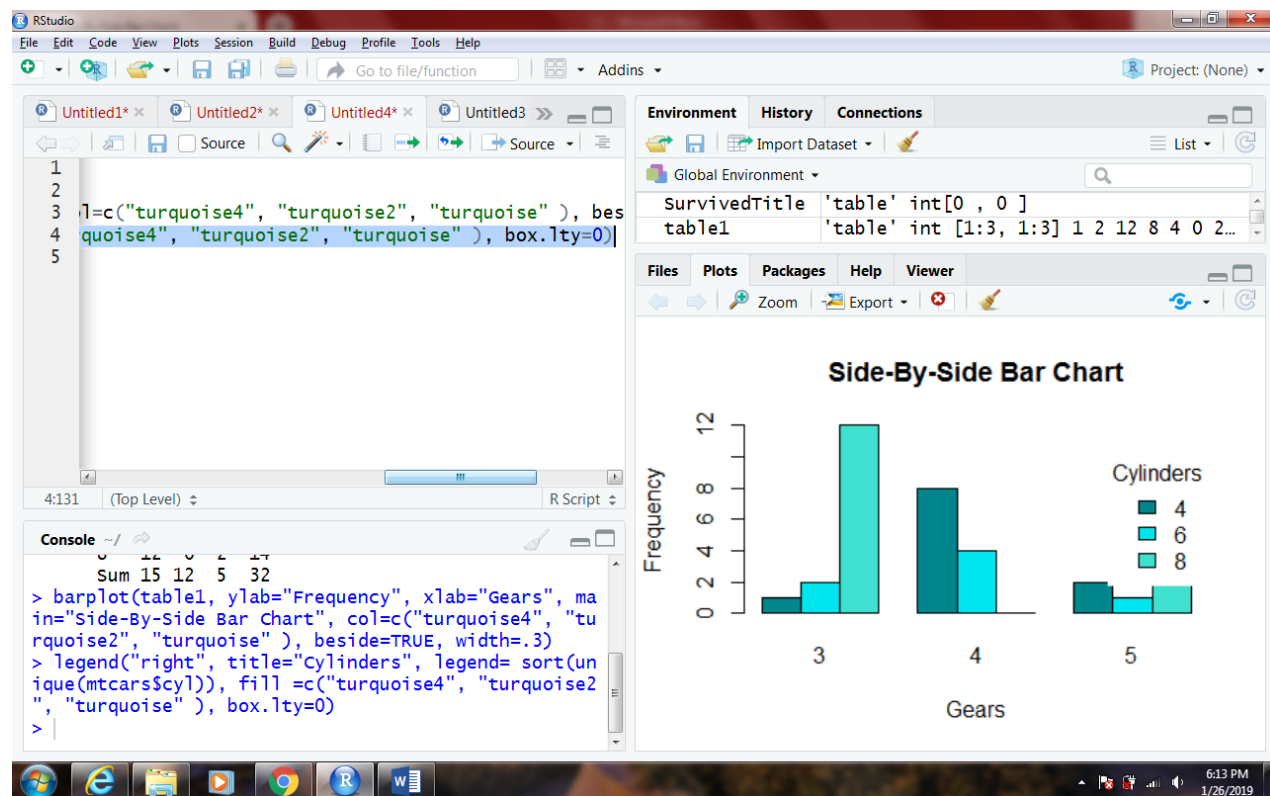 RStudio
File Edit Code View Plots Session Build Debug Profile Tools Help
Go to file/function Addins Project: (None)
Untitled1* Untitled2* Untitled4* Untitled3
Source Source
1
2
3 l=c("turquoise4", "turquoise2", "turquoise" ), bes
4 quoise4", "turquoise2", "turquoise" ), box.lty=0)
5
4:131 (Top Level) R Script
Console ~/
8 12 0 2 14
Sum 15 12 5 32
> barplot(table1, ylab="Frequency", xlab="Gears", ma
in="Side-By-Side Bar Chart", col=c("turquoise4", "tu
rquoise2", "turquoise" ), beside=TRUE, width=.3)
> legend("right", title="Cylinders", legend= sort(un
ique(mtcars$cyl)), fill =c("turquoise4", "turquoise2
", "turquoise" ), box.lty=0)
>
Environment History Connections
Import Dataset List
Global Environment
SurvivedTitle 'table' int[0 , 0 ]
table1 'table' int [1:3, 1:3] 1 2 12 8 4 0 2…
Files Plots Packages Help Viewer
Zoom Export
Side-By-Side Bar Chart
Frequency
12
8
6
4
2
0
Cylinders
4
6
8
3 4 5
Gears
6:13 PM
1/26/2019